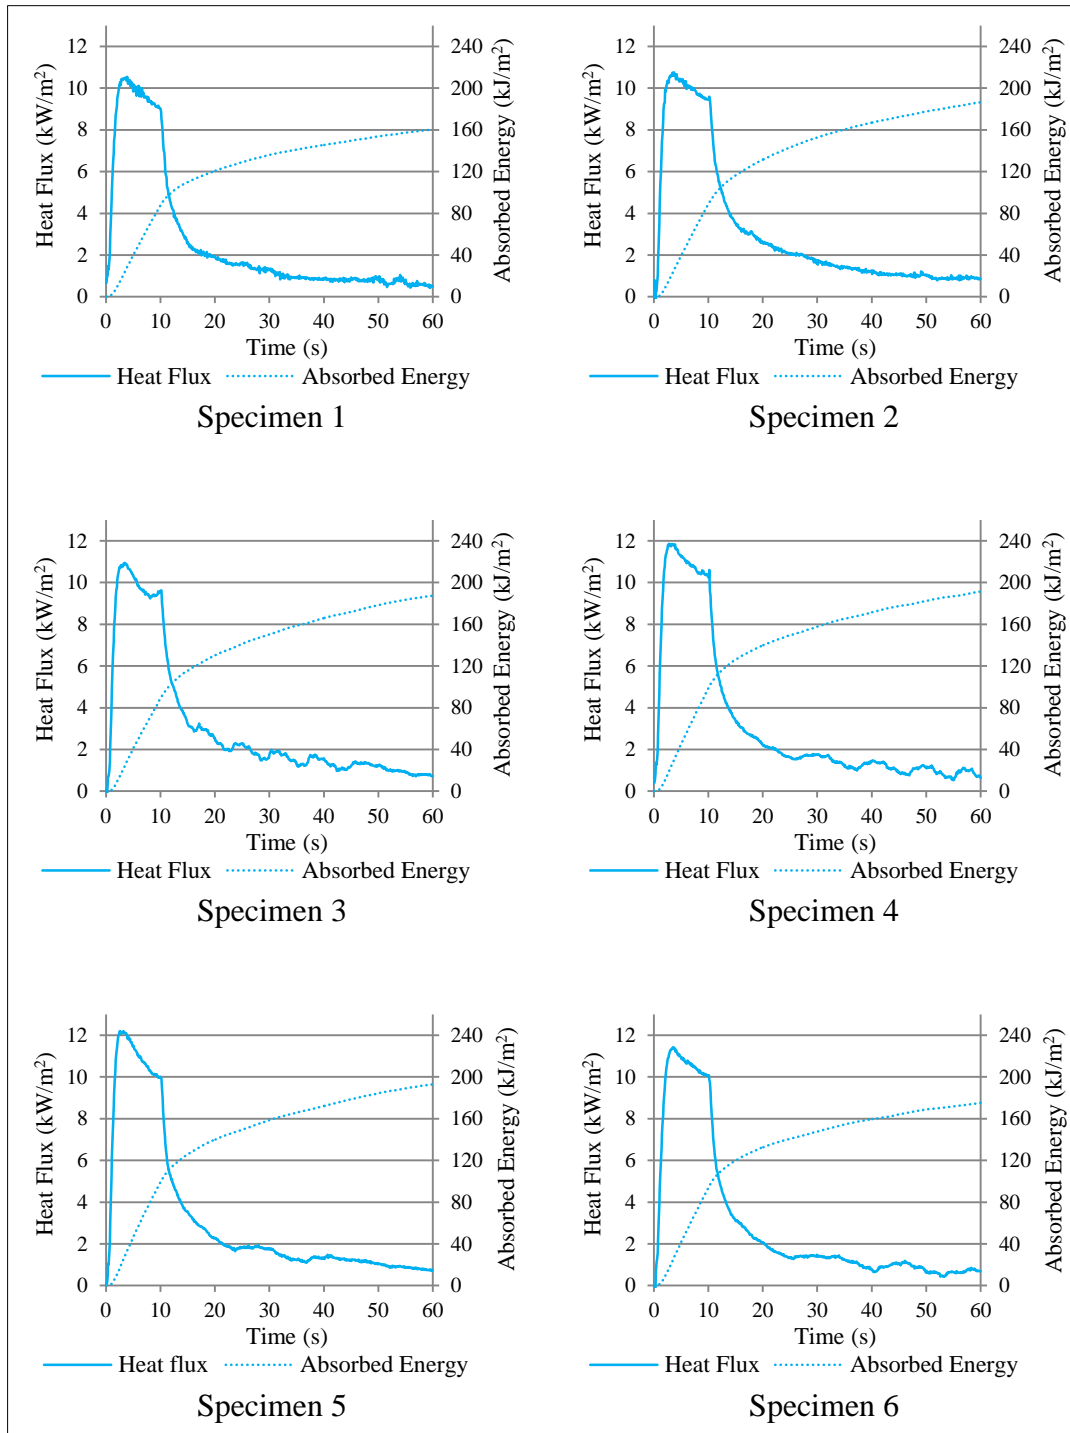 Heat Flux (kW/m²)
Absorbed Energy (kJ/m²)
12 240
10 200
8 160
6 120
4 80
2 40
0 0
0 10 20 30 40 50 60
Time (s)
Heat Flux Absorbed Energy
Specimen 1
Heat Flux (kW/m²)
Absorbed Energy (kJ/m²)
12 240
10 200
8 160
6 120
4 80
2 40
0 0
0 10 20 30 40 50 60
Time (s)
Heat Flux Absorbed Energy
Specimen 2
Heat Flux (kW/m²)
Absorbed Energy (kJ/m²)
12 240
10 200
8 160
6 120
4 80
2 40
0 0
0 10 20 30 40 50 60
Time (s)
Heat Flux Absorbed Energy
Specimen 3
Heat Flux (kW/m²)
Absorbed Energy (kJ/m²)
12 240
10 200
8 160
6 120
4 80
2 40
0 0
0 10 20 30 40 50 60
Time (s)
Heat Flux Absorbed Energy
Specimen 4
Heat Flux (kW/m²)
Absorbed Energy (kJ/m²)
12 240
10 200
8 160
6 120
4 80
2 40
0 0
0 10 20 30 40 50 60
Time (s)
Heat flux Absorbed Energy
Specimen 5
Heat Flux (kW/m²)
Absorbed Energy (kJ/m²)
12 240
10 200
8 160
6 120
4 80
2 40
0 0
0 10 20 30 40 50 60
Time (s)
Heat Flux Absorbed Energy
Specimen 6